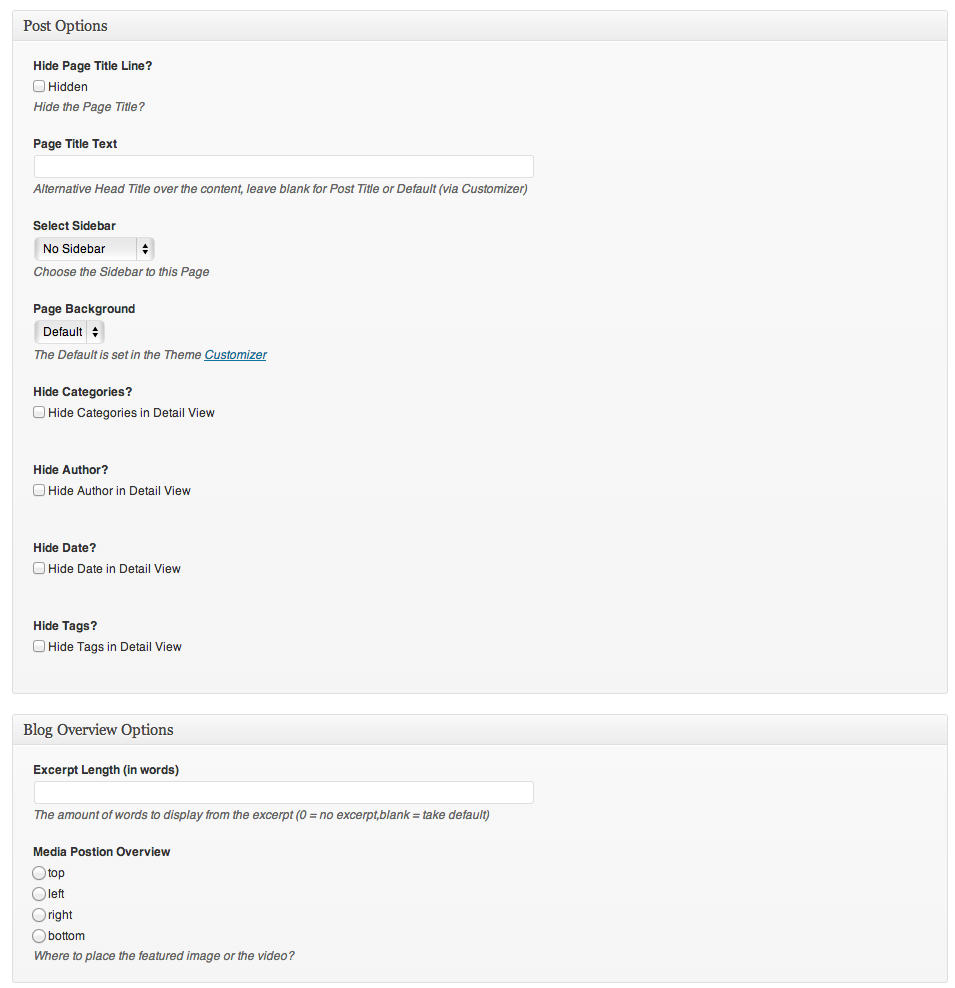 Post Options
Hide Page Title Line?
Hidden
Hide the Page Title?
Page Title Text
Alternative Head Title over the content, leave blank for Post Title or Default (via Customizer)
Select Sidebar
No Sidebar
Choose the Sidebar to this Page
Page Background
Default
The Default is set in the Theme Customizer
Hide Categories?
Hide Categories in Detail View
Hide Author?
Hide Author in Detail View
Hide Date?
Hide Date in Detail View
Hide Tags?
Hide Tags in Detail View
Blog Overview Options
Excerpt Length (in words)
The amount of words to display from the excerpt (0 = no excerpt,blank = take default)
Media Postion Overview
top
left
right
bottom
Where to place the featured image or the video?